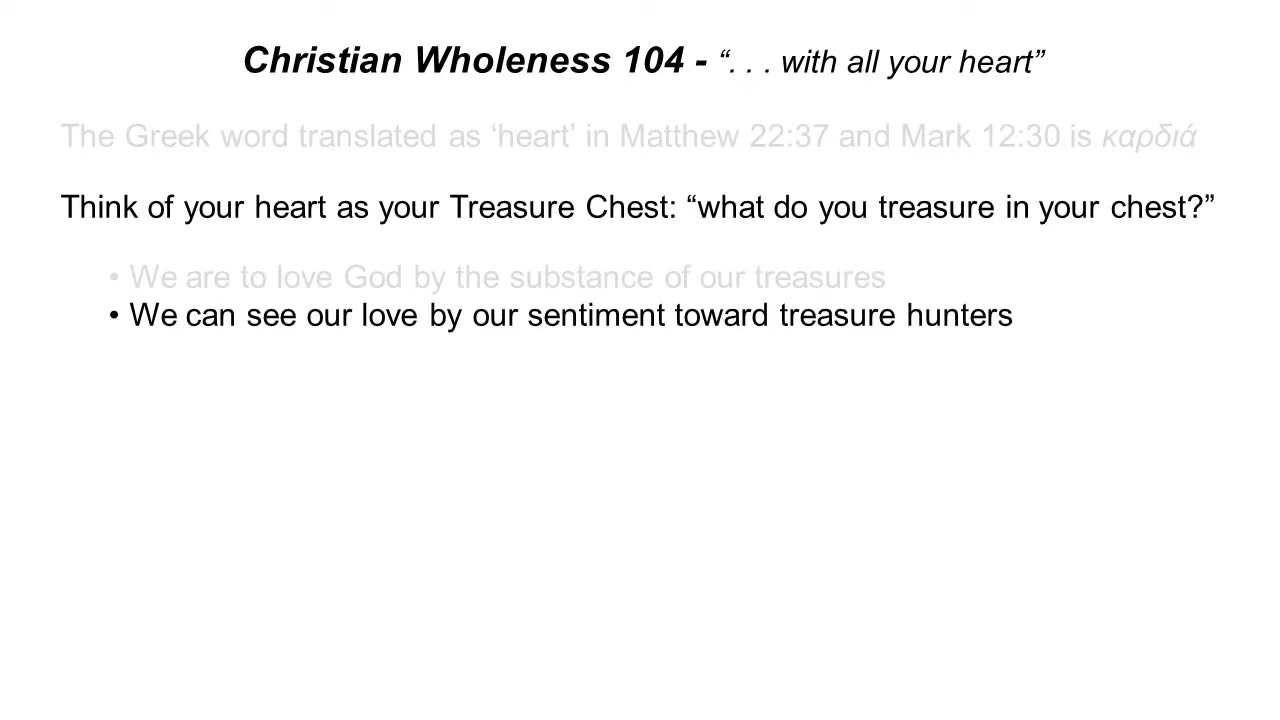 Christian Wholeness 104 - “. . . with all your heart”
The Greek word translated as ‘heart’ in Matthew 22:37 and Mark 12:30 is καρδιά
Think of your heart as your Treasure Chest: “what do you treasure in your chest?”
• We are to love God by the substance of our treasures
• We can see our love by our sentiment toward treasure hunters